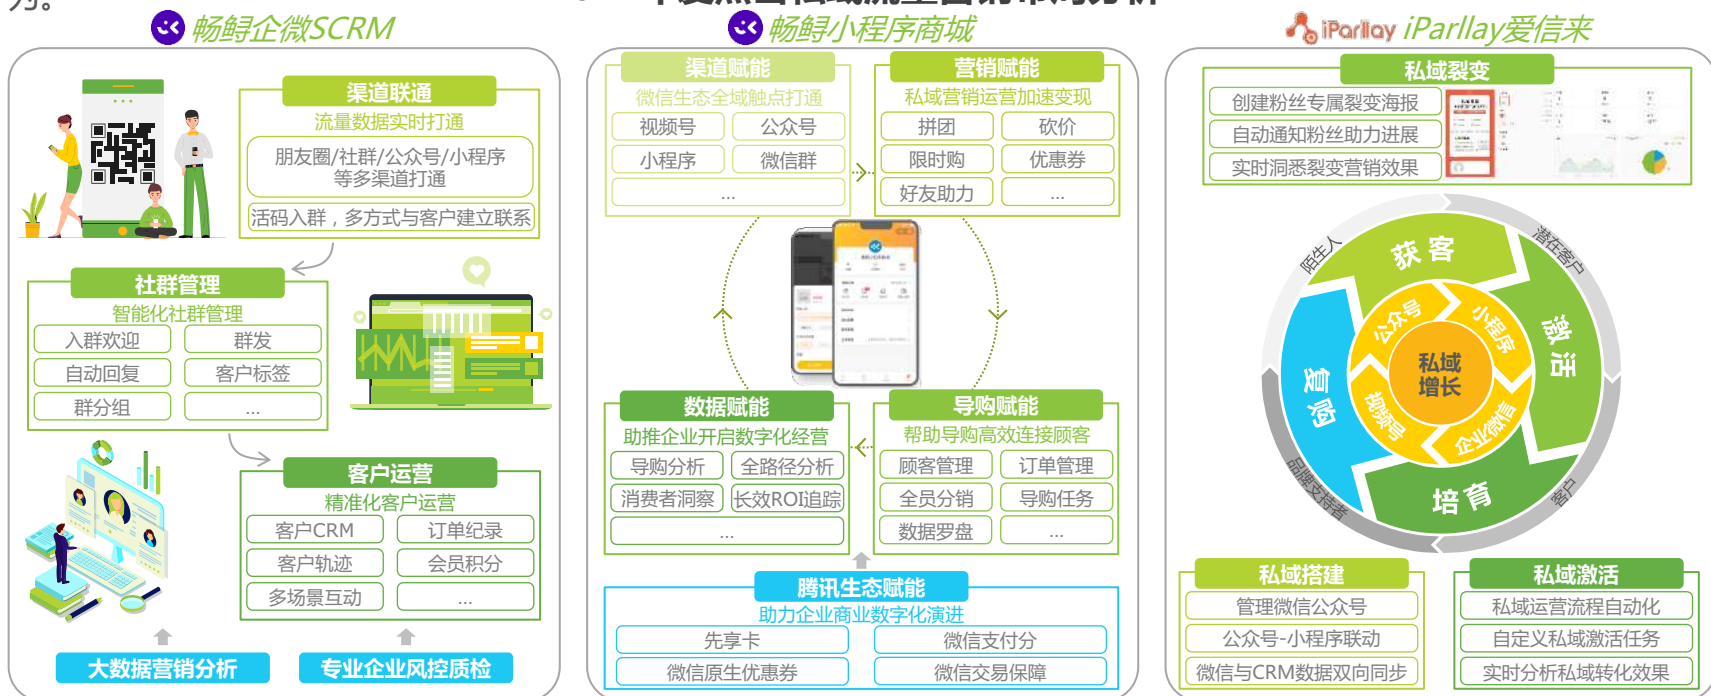 畅鲟企微SCRM
渠道联通
流量数据实时打通
朋友圈/社群/公众号/小程序
等多渠道打通
活码入群，多方式与客户建立联系
社群管理
智能化社群管理
入群欢迎
群发
自动回复
客户标签
群分组
...
客户运营
精准化客户运营
客户CRM
订单纪录
客户轨迹
会员积分
多场景互动
...
大数据营销分析
专业企业风控质检
畅鲟小程序商城
渠道赋能
微信生态全域触点打通
视频号
公众号
小程序
微信群
...
营销赋能
私域营销运营加速变现
拼团
砍价
限时购
优惠券
好友助力
...
数据赋能
助推企业开启数字化经营
导购分析
全路径分析
消费者洞察
长效ROI追踪
...
导购赋能
帮助导购高效连接顾客
顾客管理
订单管理
全员分销
导购任务
数据罗盘
...
腾讯生态赋能
助力企业商业数字化演进
先享卡
微信支付分
微信原生优惠券
微信交易保障
iParllay iParllay爱信来
私域裂变
创建粉丝专属裂变海报
自动通知粉丝助力进展
实时洞悉裂变营销效果
陌生人
潜在客户
客户
品牌支持者
获客
激活
培育
复购
公众号
小程序
企业微信
视频号
私域
增长
私域搭建
管理微信公众号
公众号-小程序联动
微信与CRM数据双向同步
私域激活
私域运营流程自动化
自定义私域激活任务
实时分析私域转化效果